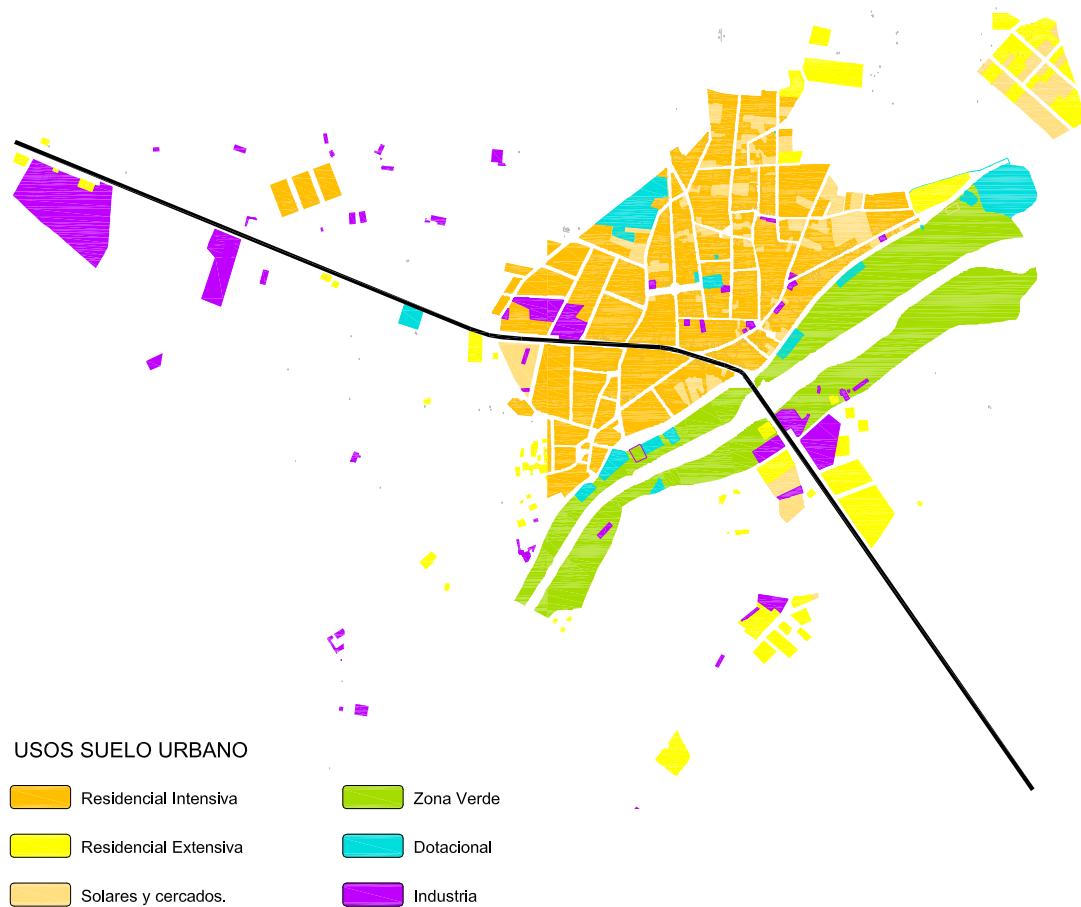 USOS SUELO URBANO
Residencial Intensiva
Zona Verde
Residencial Extensiva
Dotacional
Solares y cercados.
Industria